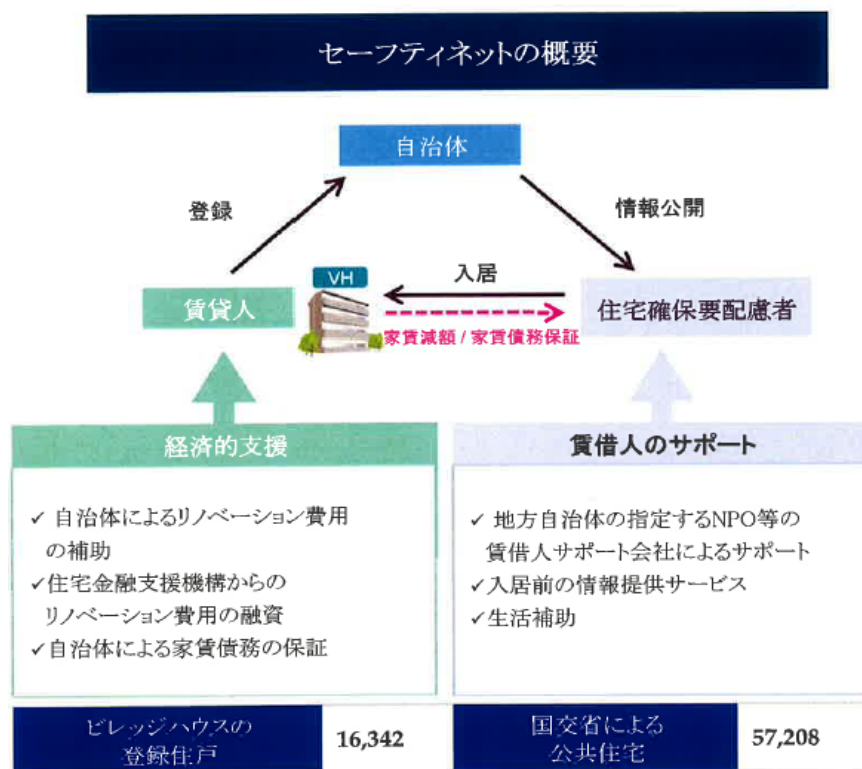 セーフティネットの概要
自治体
登録
情報公開
VH
入居
賃貸人
住宅確保要配慮者
家賃減額 / 家賃債務保証
経済的支援
✓ 自治体によるリノベーション費用
の補助
✓住宅金融支援機構からの
リノベーション費用の融資
✓自治体による家賃債務の保証
賃借人のサポート
✓ 地方自治体の指定するNPO等の
賃借人サポート会社によるサポート
✓入居前の情報提供サービス
✓生活補助
ビレッジハウスの
登録住戸
16,342
国交省による
公共住宅
57,208